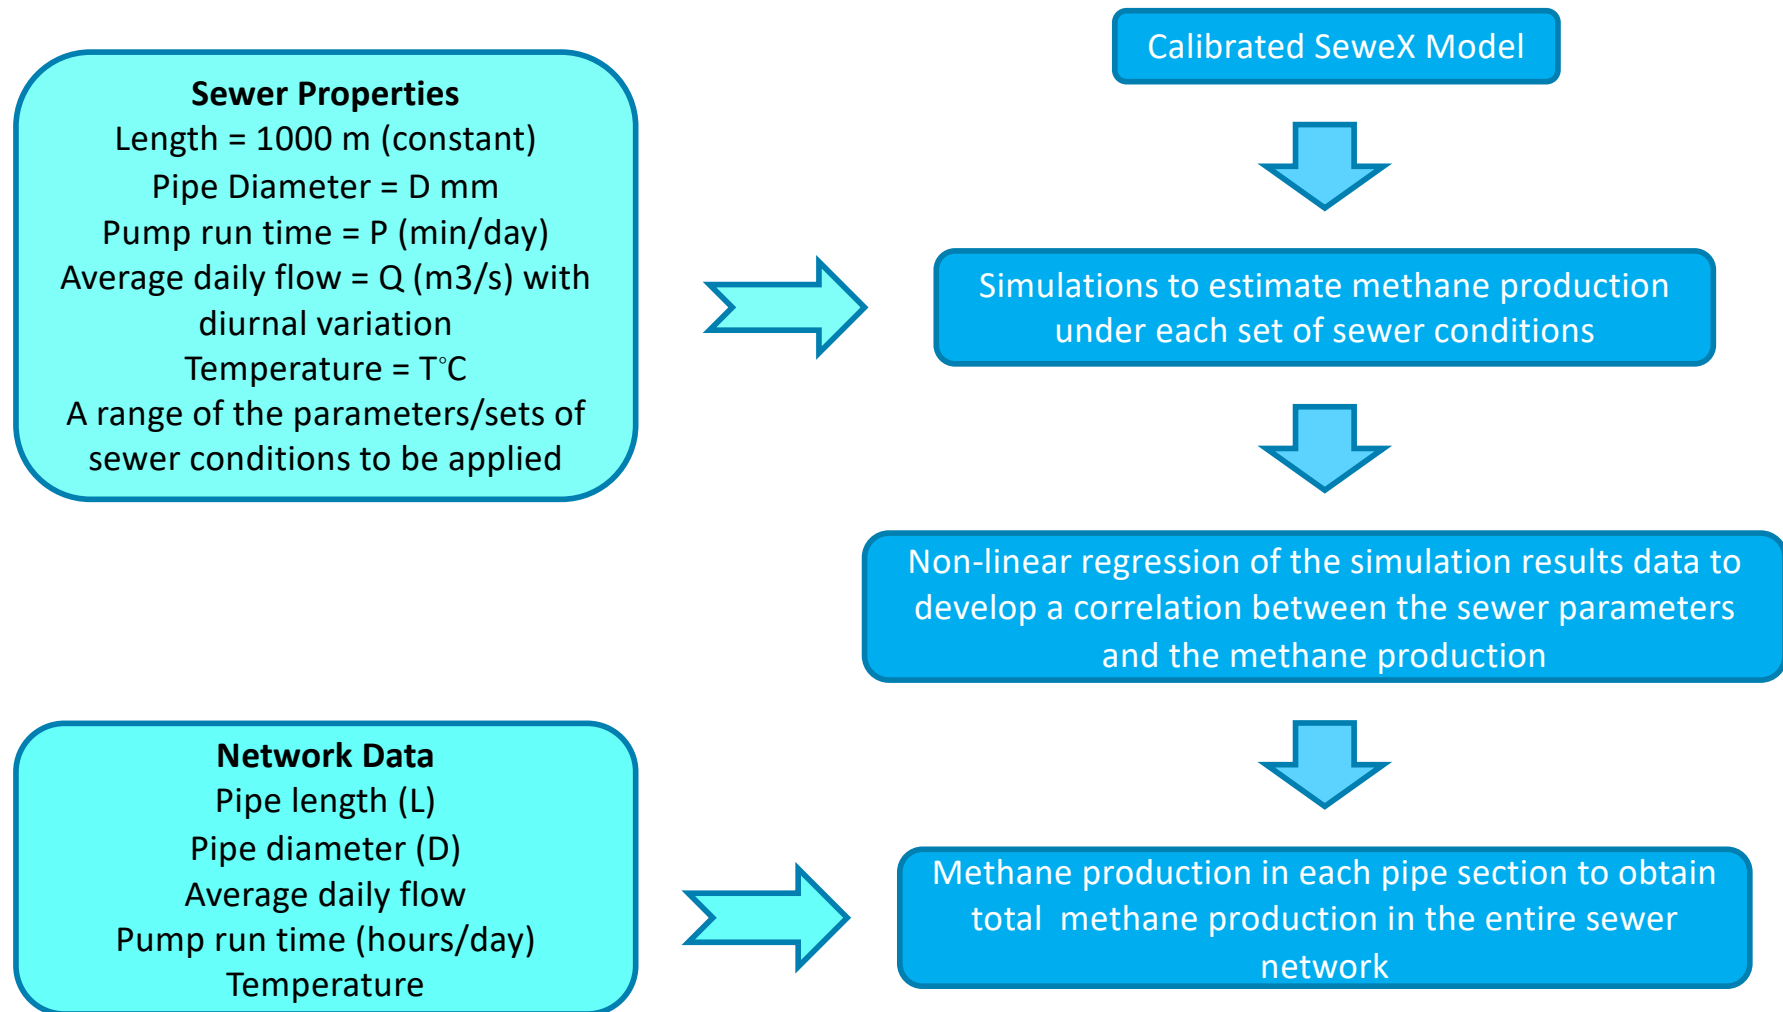 Sewer Properties
Length = 1000 m (constant)
Pipe Diameter = D mm
Pump run time = P (min/day)
Average daily flow = Q (m3/s) with
diurnal variation
Temperature = T°C
A range of the parameters/sets of
sewer conditions to be applied
Calibrated SeweX Model
Simulations to estimate methane production
under each set of sewer conditions
Non-linear regression of the simulation results data to
develop a correlation between the sewer parameters
and the methane production
Network Data
Pipe length (L)
Pipe diameter (D)
Average daily flow
Pump run time (hours/day)
Temperature
Methane production in each pipe section to obtain
total  methane production in the entire sewer
network